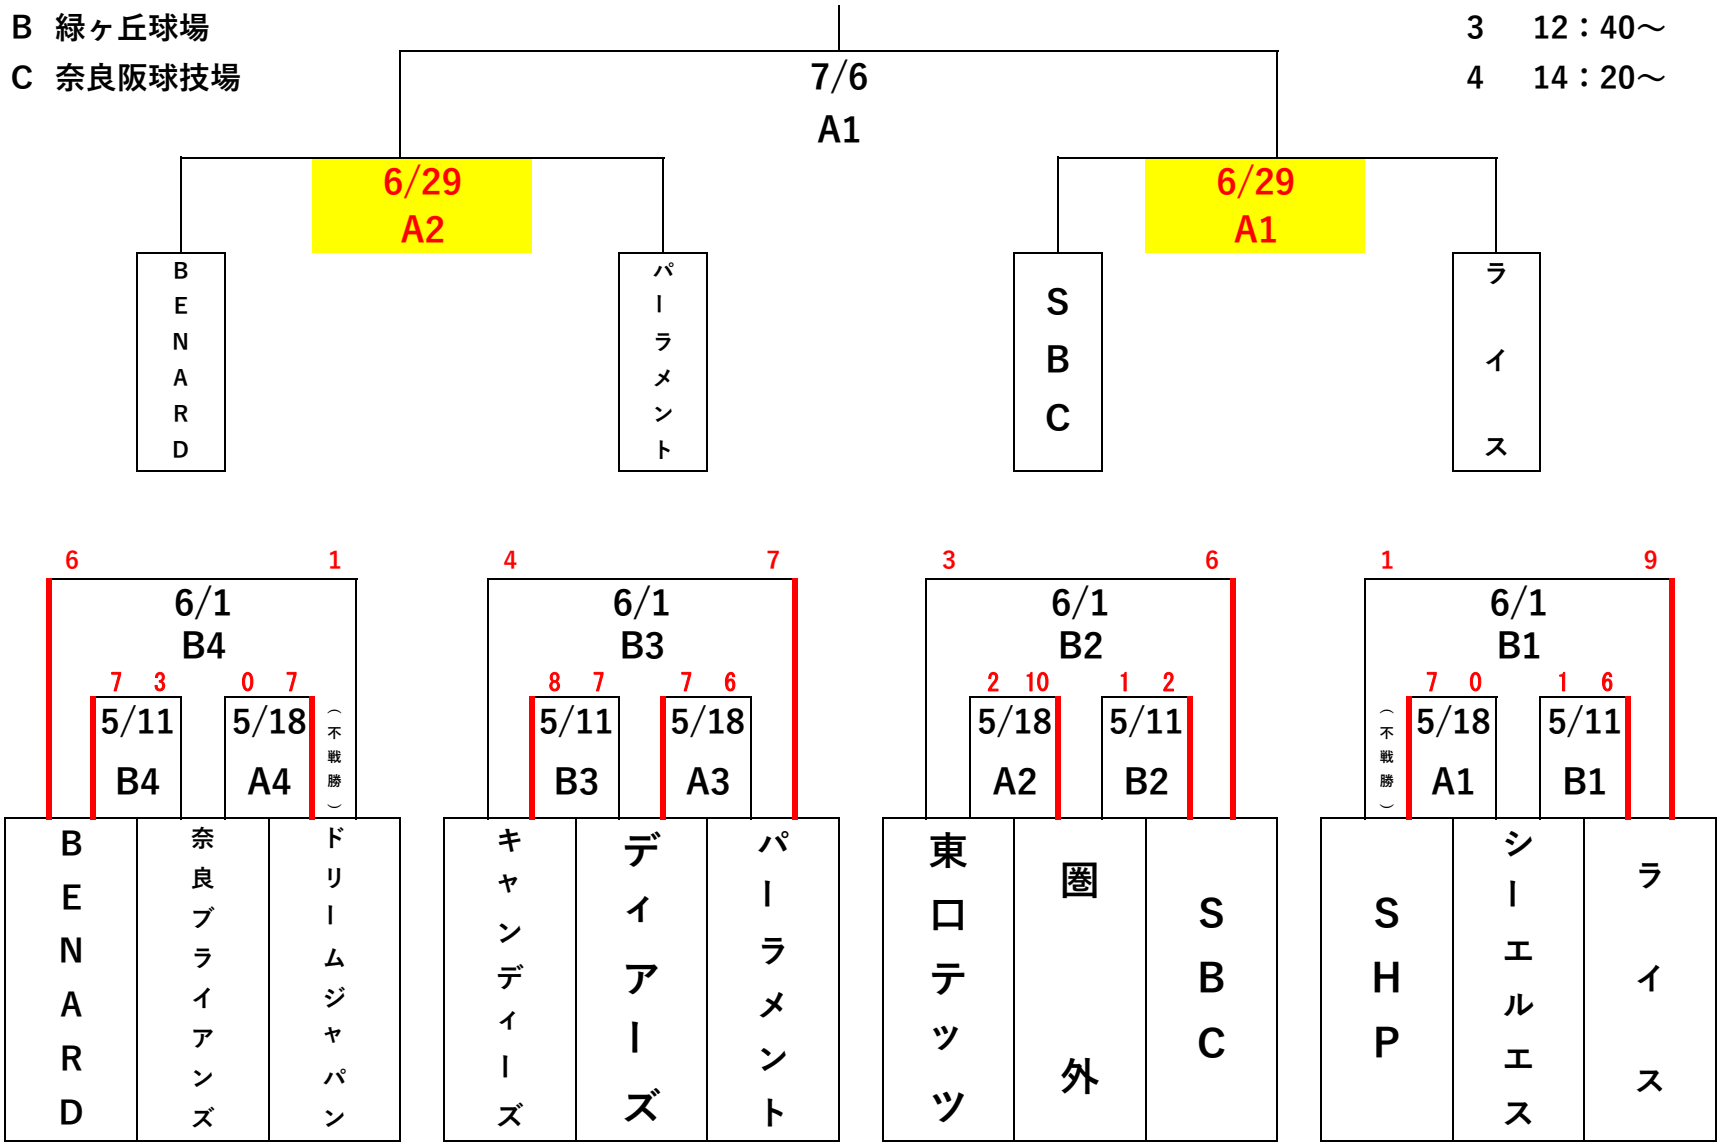 B 緑ヶ丘球場
3 12：40～
C 奈良阪球技場
4 14：20～
7/6
A1
6/29
A2
6/29
A1
BENARD
パーラメント
SBC
ライス
6 1
4 7
3 6
1 9
6/1
B4
6/1
B3
6/1
B2
6/1
B1
7 3
0 7
8 7
7 6
2 10
1 2
7 0
1 6
5/11
B4
5/18
A4
（不戦勝）
5/11
B3
5/18
A3
5/18
A2
5/11
B2
（不戦勝）
5/18
A1
5/11
B1
BENARD
奈良ブライアンズ
ドリームジャパン
キャンディーズ
ディアーズ
パーラメント
東ロテッツ
圏外
SBC
SHP
シーエルエス
ライス